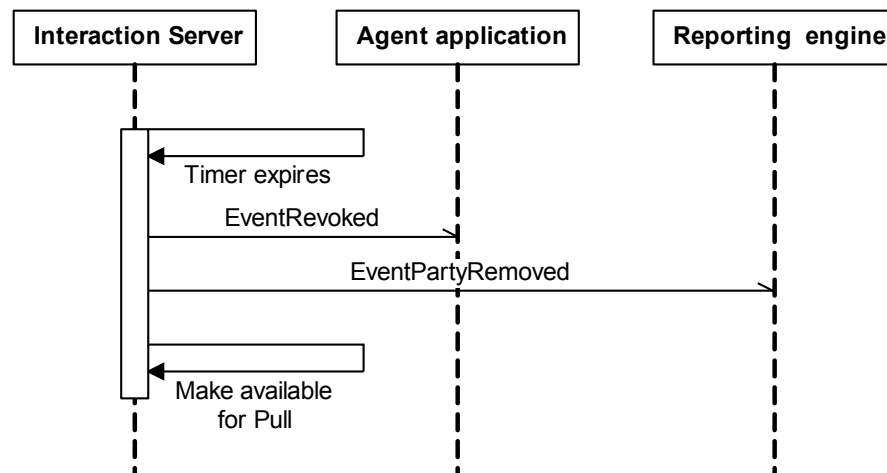 Interaction Server
Agent application
Reporting engine
Timer expires
EventRevoked
EventPartyRemoved
Make available
for Pull